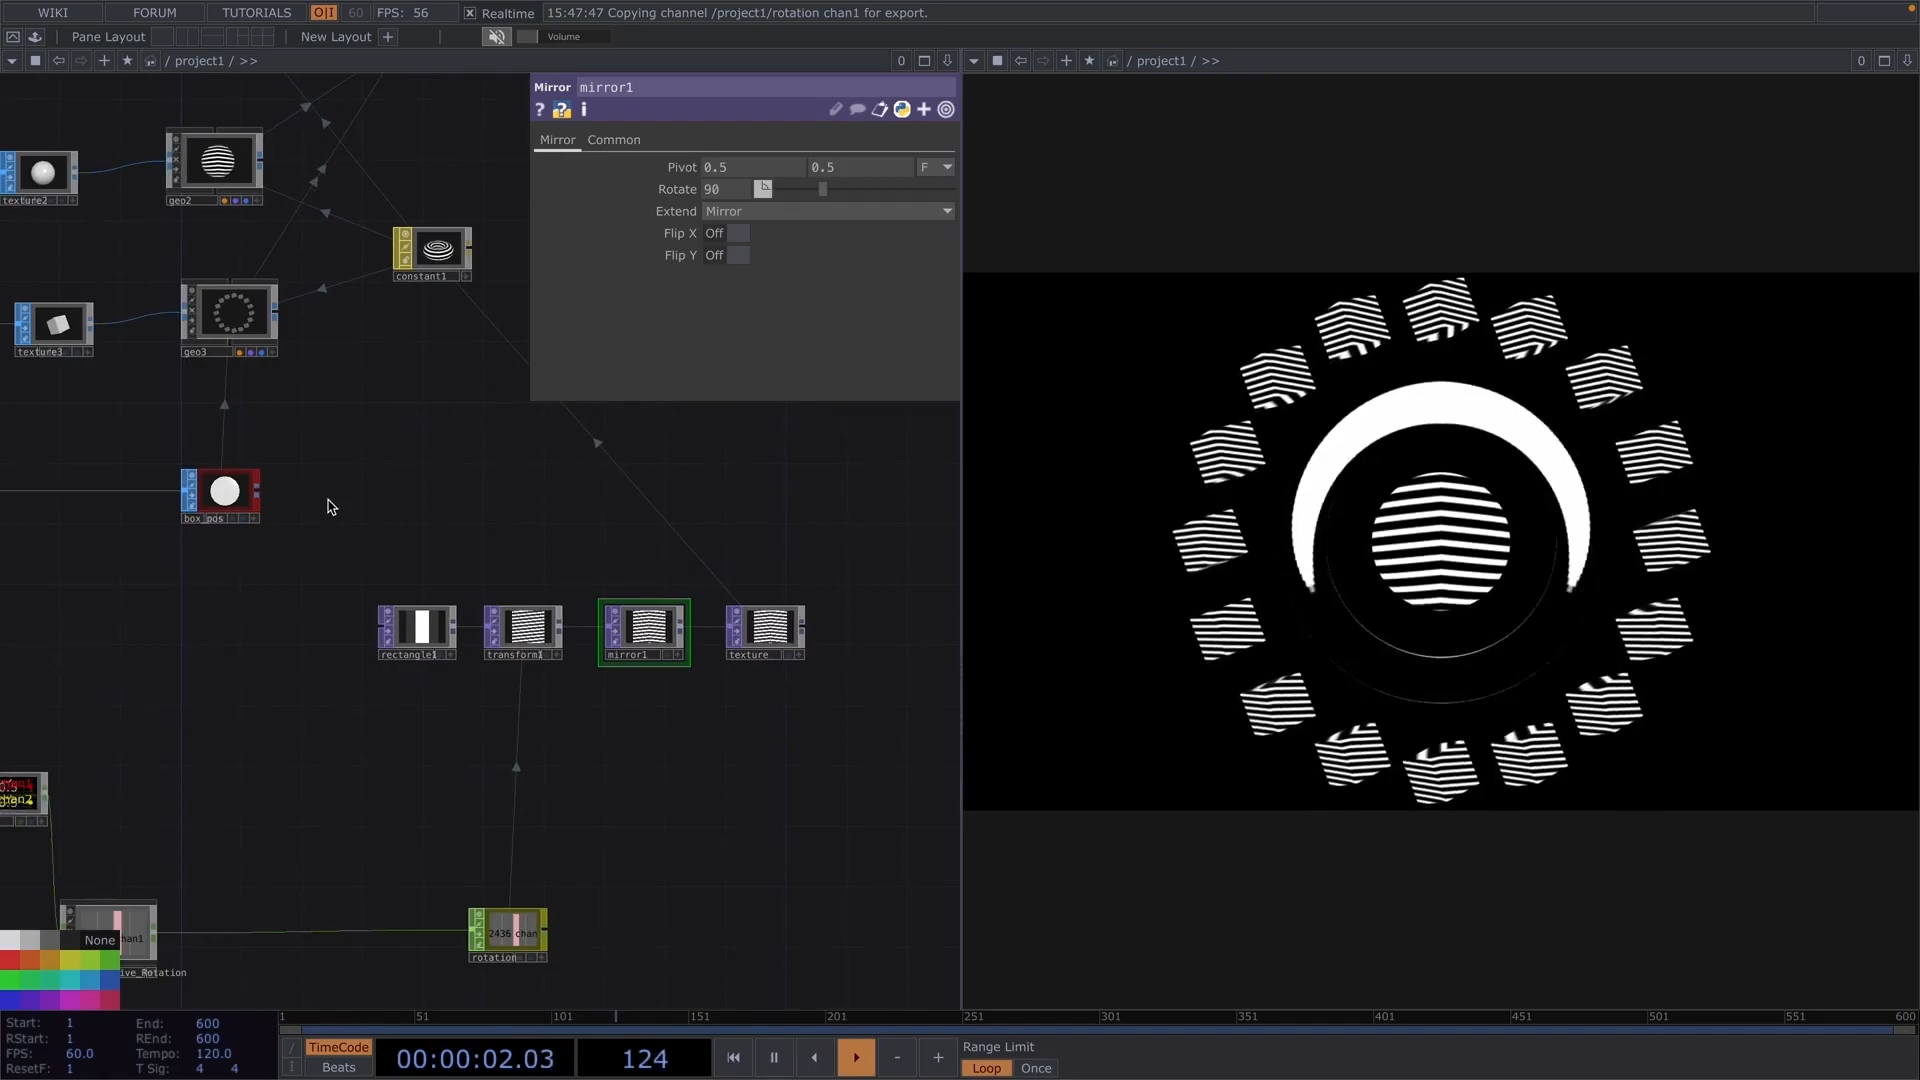 WIKI FORUM TUTORIALS O|I 60 FPS: 56 Realtime 15:47:47 Copying channel /project1/rotation chan1 for export.
Pane Layout New Layout + Volume
/ project1 / >> 0
/ project1 / >> 0
Mirror mirror1
? ? i
Mirror Common
Pivot 0.5 0.5 F
Rotate 90
Extend Mirror
Flip X Off
Flip Y Off
texture2
geo2
constant1
texture3
geo3
box_pos
rectangle1
transform1
mirror1
texture
chan2
None
han1
ive_Rotation
2436 chan
rotation
1 51 101 151 201 251 301 351 401 451 501 551 600
Start: 1 End: 600
RStart: 1 REnd: 600
FPS: 60.0 Tempo: 120.0
ResetF: 1 T Sig: 4 4
TimeCode
Beats
00:00:02.03
124
- +
Range Limit
Loop Once